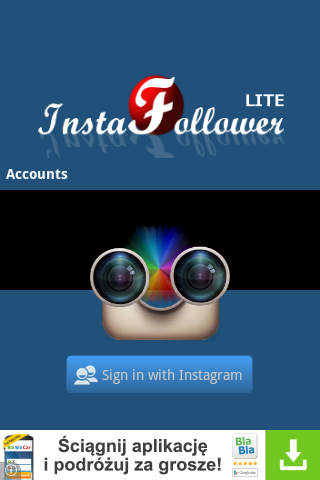 LITE
InstaFollower
Accounts
Sign in with Instagram
Ściągnij aplikację
i podróżuj za grosze!
Bla
Bla